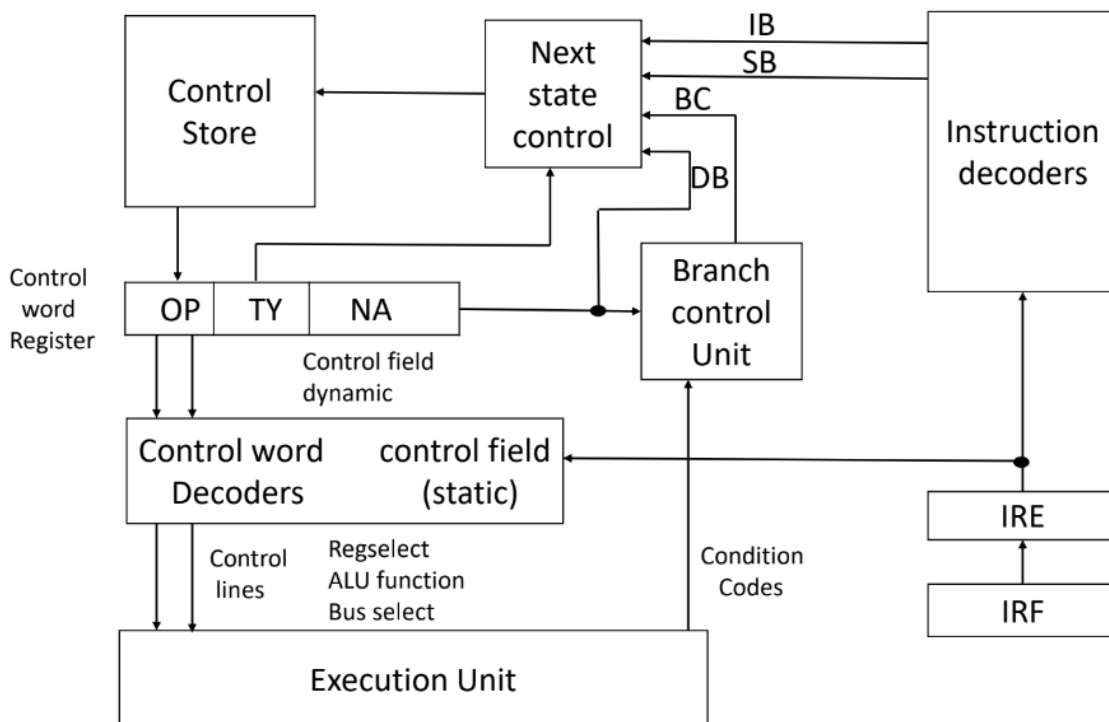 Control
Store
Next
state
control
IB
SB
BC
DB
Instruction
decoders
Control
word
Register
OP TY NA
Control field
dynamic
Branch
control
Unit
Control word
Decoders
control field
(static)
IRE
IRF
Control
lines
Regselect
ALU function
Bus select
Condition
Codes
Execution Unit